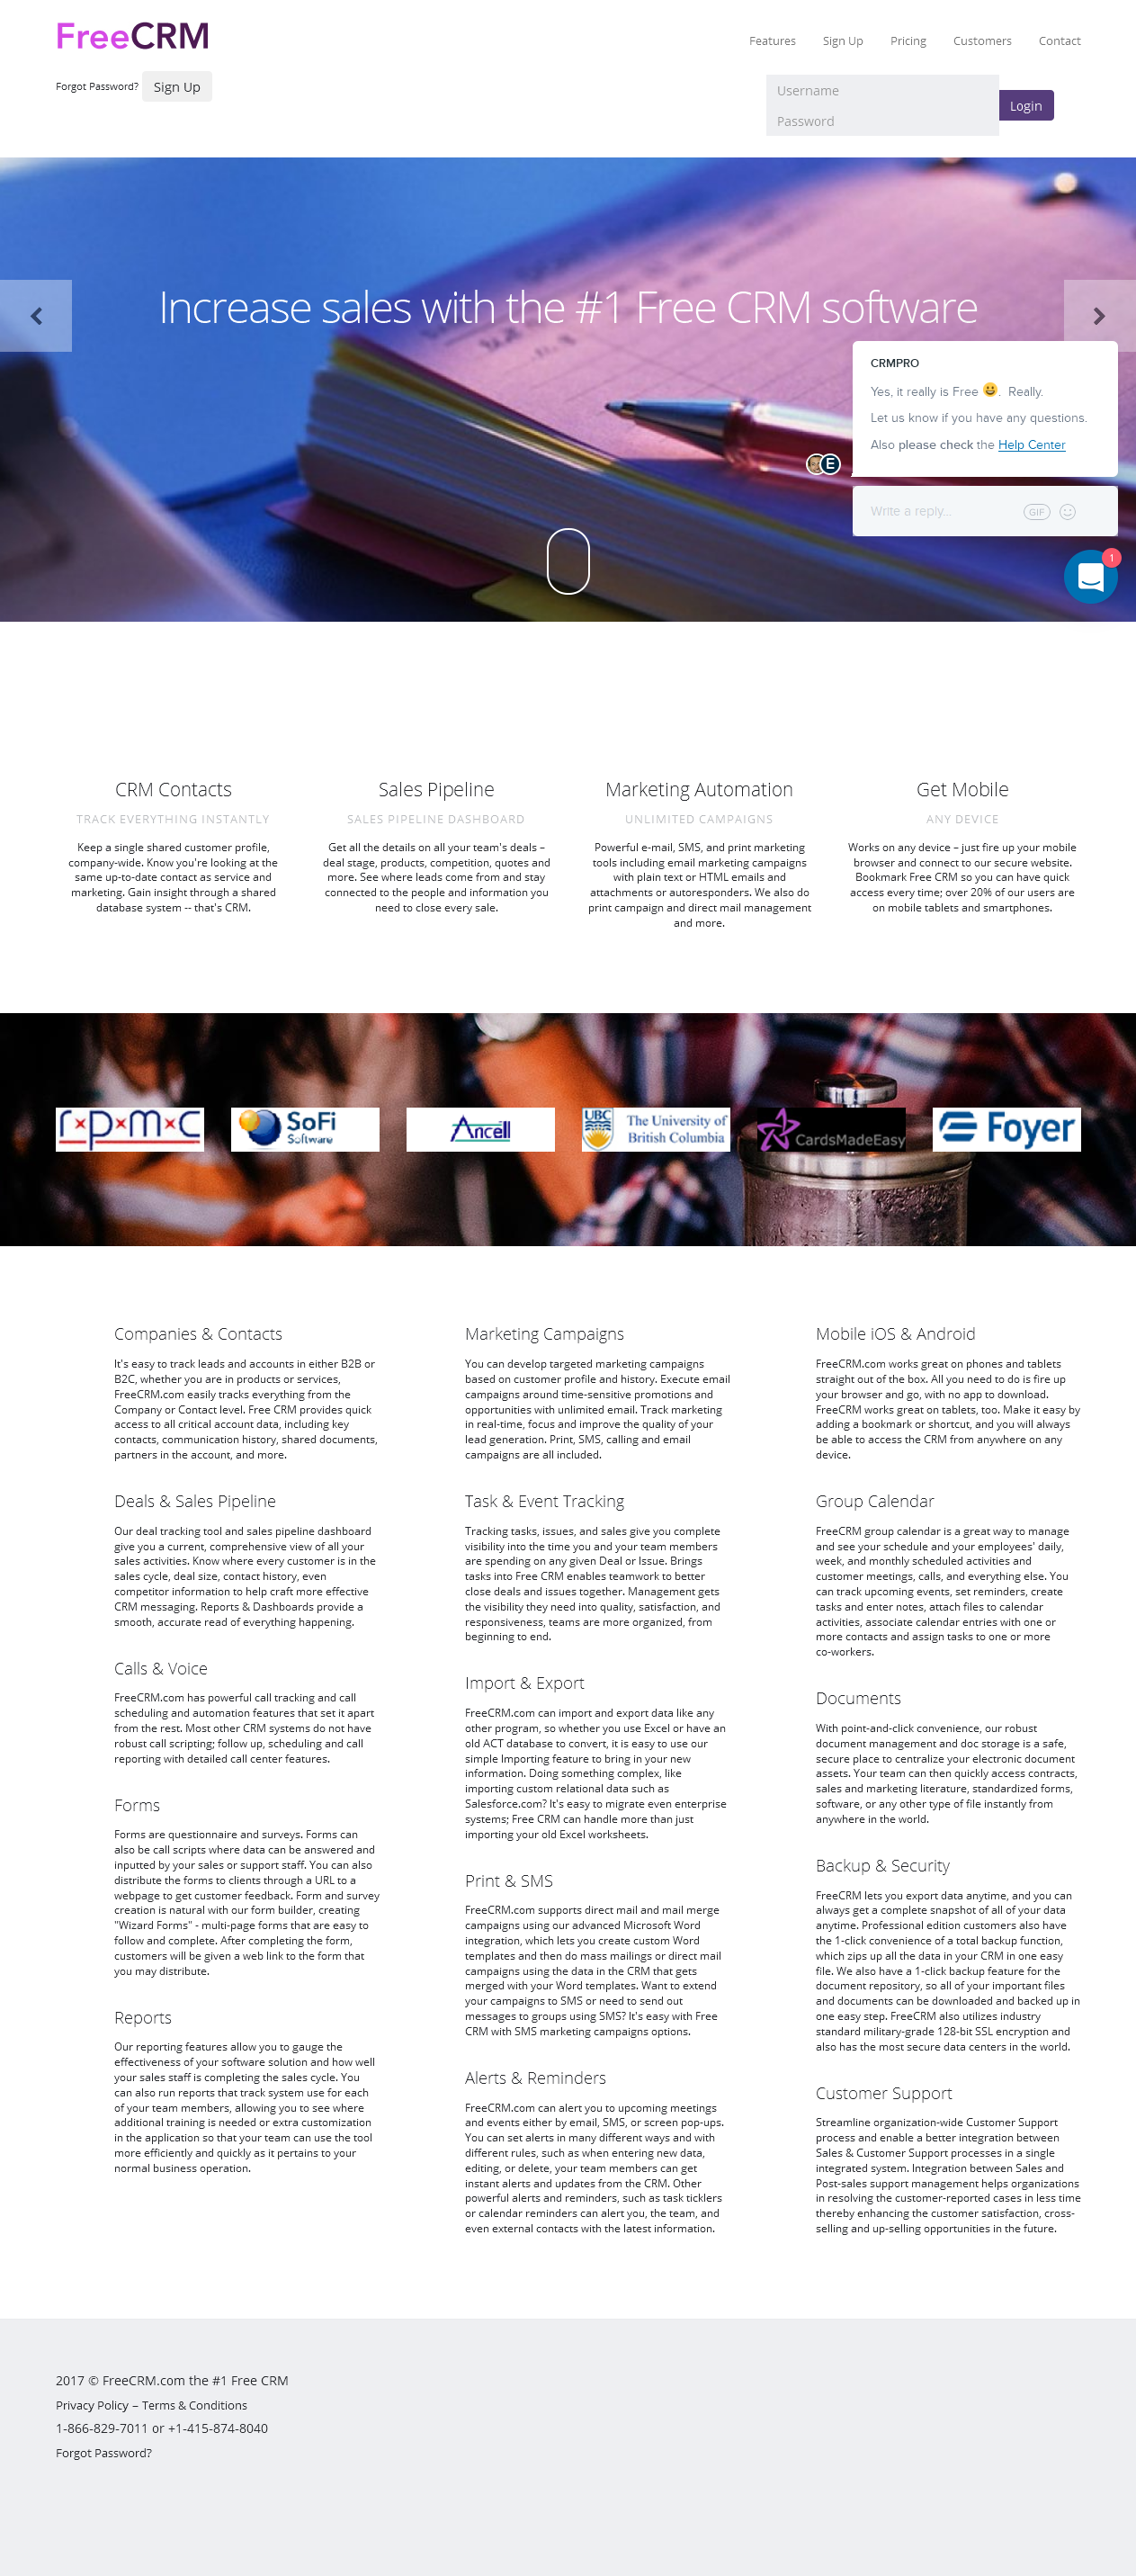 FreeCRM
Features Sign Up Pricing Customers Contact
Forgot Password? Sign Up
Username
Password
Login
Increase sales with the #1 Free CRM software
CRMPRO
Yes, it really is Free 😀. Really.
Let us know if you have any questions.
Also please check the Help Center
E
Write a reply...
GIF
1
CRM Contacts
TRACK EVERYTHING INSTANTLY
Keep a single shared customer profile,
company-wide. Know you're looking at the
same up-to-date contact as service and
marketing. Gain insight through a shared
database system -- that's CRM.
Sales Pipeline
SALES PIPELINE DASHBOARD
Get all the details on all your team's deals –
deal stage, products, competition, quotes and
more. See where leads come from and stay
connected to the people and information you
need to close every sale.
Marketing Automation
UNLIMITED CAMPAIGNS
Powerful e-mail, SMS, and print marketing
tools including email marketing campaigns
with plain text or HTML emails and
attachments or autoresponders. We also do
print campaign and direct mail management
and more.
Get Mobile
ANY DEVICE
Works on any device – just fire up your mobile
browser and connect to our secure website.
Bookmark Free CRM so you can have quick
access every time; over 20% of our users are
on mobile tablets and smartphones.
r×p×m×c
SoFi
Software
Ancell
UBC
The University of
British Columbia
CardsMadeEasy
Foyer
Companies & Contacts
It's easy to track leads and accounts in either B2B or
B2C, whether you are in products or services,
FreeCRM.com easily tracks everything from the
Company or Contact level. Free CRM provides quick
access to all critical account data, including key
contacts, communication history, shared documents,
partners in the account, and more.
Deals & Sales Pipeline
Our deal tracking tool and sales pipeline dashboard
give you a current, comprehensive view of all your
sales activities. Know where every customer is in the
sales cycle, deal size, contact history, even
competitor information to help craft more effective
CRM messaging. Reports & Dashboards provide a
smooth, accurate read of everything happening.
Calls & Voice
FreeCRM.com has powerful call tracking and call
scheduling and automation features that set it apart
from the rest. Most other CRM systems do not have
robust call scripting; follow up, scheduling and call
reporting with detailed call center features.
Forms
Forms are questionnaire and surveys. Forms can
also be call scripts where data can be answered and
inputted by your sales or support staff. You can also
distribute the forms to clients through a URL to a
webpage to get customer feedback. Form and survey
creation is natural with our form builder, creating
"Wizard Forms" - multi-page forms that are easy to
follow and complete. After completing the form,
customers will be given a web link to the form that
you may distribute.
Reports
Our reporting features allow you to gauge the
effectiveness of your software solution and how well
your sales staff is completing the sales cycle. You
can also run reports that track system use for each
of your team members, allowing you to see where
additional training is needed or extra customization
in the application so that your team can use the tool
more efficiently and quickly as it pertains to your
normal business operation.
Marketing Campaigns
You can develop targeted marketing campaigns
based on customer profile and history. Execute email
campaigns around time-sensitive promotions and
opportunities with unlimited email. Track marketing
in real-time, focus and improve the quality of your
lead generation. Print, SMS, calling and email
campaigns are all included.
Task & Event Tracking
Tracking tasks, issues, and sales give you complete
visibility into the time you and your team members
are spending on any given Deal or Issue. Brings
tasks into Free CRM enables teamwork to better
close deals and issues together. Management gets
the visibility they need into quality, satisfaction, and
responsiveness, teams are more organized, from
beginning to end.
Import & Export
FreeCRM.com can import and export data like any
other program, so whether you use Excel or have an
old ACT database to convert, it is easy to use our
simple Importing feature to bring in your new
information. Doing something complex, like
importing custom relational data such as
Salesforce.com? It's easy to migrate even enterprise
systems; Free CRM can handle more than just
importing your old Excel worksheets.
Print & SMS
FreeCRM.com supports direct mail and mail merge
campaigns using our advanced Microsoft Word
integration, which lets you create custom Word
templates and then do mass mailings or direct mail
campaigns using the data in the CRM that gets
merged with your Word templates. Want to extend
your campaigns to SMS or need to send out
messages to groups using SMS? It's easy with Free
CRM with SMS marketing campaigns options.
Alerts & Reminders
FreeCRM.com can alert you to upcoming meetings
and events either by email, SMS, or screen pop-ups.
You can set alerts in many different ways and with
different rules, such as when entering new data,
editing, or delete, your team members can get
instant alerts and updates from the CRM. Other
powerful alerts and reminders, such as task ticklers
or calendar reminders can alert you, the team, and
even external contacts with the latest information.
Mobile iOS & Android
FreeCRM.com works great on phones and tablets
straight out of the box. All you need to do is fire up
your browser and go, with no app to download.
FreeCRM works great on tablets, too. Make it easy by
adding a bookmark or shortcut, and you will always
be able to access the CRM from anywhere on any
device.
Group Calendar
FreeCRM group calendar is a great way to manage
and see your schedule and your employees' daily,
week, and monthly scheduled activities and
customer meetings, calls, and everything else. You
can track upcoming events, set reminders, create
tasks and enter notes, attach files to calendar
activities, associate calendar entries with one or
more contacts and assign tasks to one or more
co-workers.
Documents
With point-and-click convenience, our robust
document management and doc storage is a safe,
secure place to centralize your electronic document
assets. Your team can then quickly access contracts,
sales and marketing literature, standardized forms,
software, or any other type of file instantly from
anywhere in the world.
Backup & Security
FreeCRM lets you export data anytime, and you can
always get a complete snapshot of all of your data
anytime. Professional edition customers also have
the 1-click convenience of a total backup function,
which zips up all the data in your CRM in one easy
file. We also have a 1-click backup feature for the
document repository, so all of your important files
and documents can be downloaded and backed up in
one easy step. FreeCRM also utilizes industry
standard military-grade 128-bit SSL encryption and
also has the most secure data centers in the world.
Customer Support
Streamline organization-wide Customer Support
process and enable a better integration between
Sales & Customer Support processes in a single
integrated system. Integration between Sales and
Post-sales support management helps organizations
in resolving the customer-reported cases in less time
thereby enhancing the customer satisfaction, cross-
selling and up-selling opportunities in the future.
2017 © FreeCRM.com the #1 Free CRM
Privacy Policy – Terms & Conditions
1-866-829-7011 or +1-415-874-8040
Forgot Password?